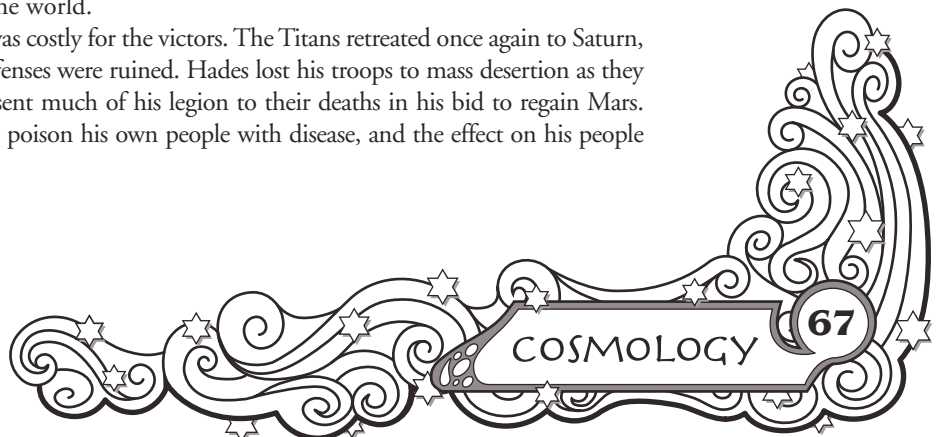 he world.
was costly for the victors. The Titans retreated once again to Saturn,
fenses were ruined. Hades lost his troops to mass desertion as they
sent much of his legion to their deaths in his bid to regain Mars.
poison his own people with disease, and the effect on his people
COSMOLOGY
67